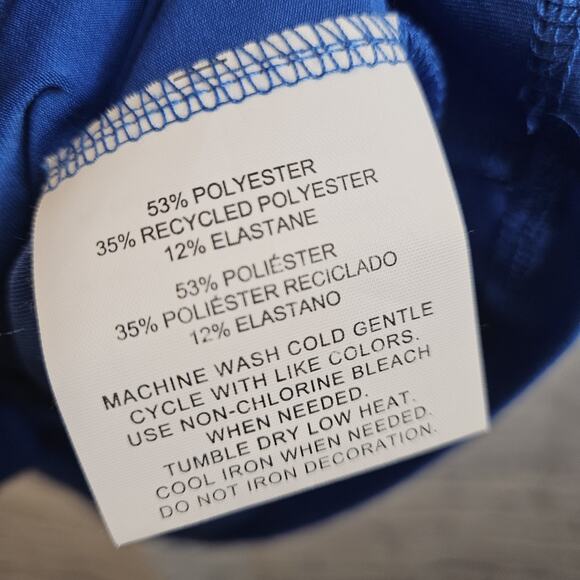 53% POLYESTER
35% RECYCLED POLYESTER
12% ELASTANE
53% POLIÉSTER
35% POLIÉSTER RECICLADO
12% ELASTANO
MACHINE WASH COLD GENTLE
CYCLE WITH LIKE COLORS.
USE NON-CHLORINE BLEACH
WHEN NEEDED.
TUMBLE DRY LOW HEAT.
COOL IRON WHEN NEEDED.
DO NOT IRON DECORATION.